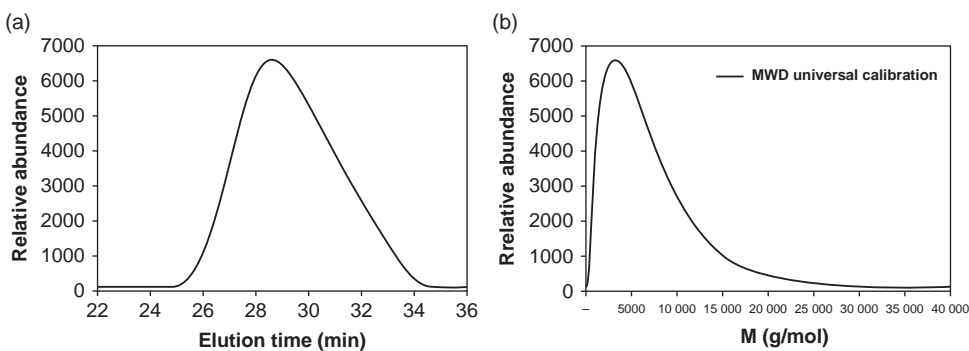 (a)
7000
6000
5000
4000
3000
2000
1000
0
Relative abundance
22 24 26 28 30 32 33 34 36
Elution time (min)
(b)
7000
6000
5000
4000
3000
2000
1000
0
Rrelative abundance
MWD universal calibration
– 5000 10 000 15 000 20 000 25 000 30 000 35 000 40 000
M (g/mol)